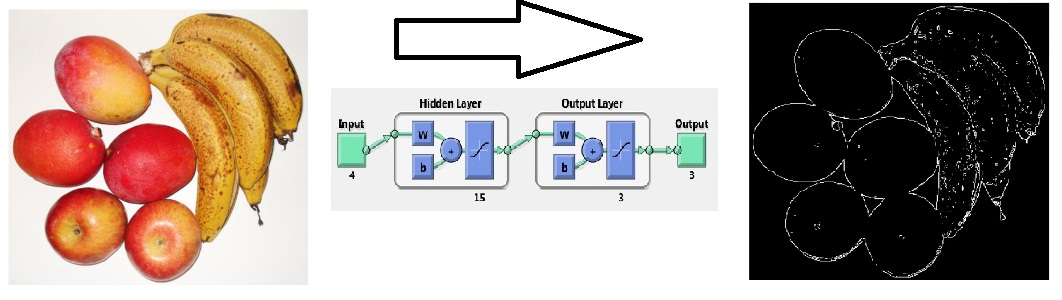 Hidden Layer
Output Layer
Input
Output
W
W
+
+
b
b
4
3
15
3